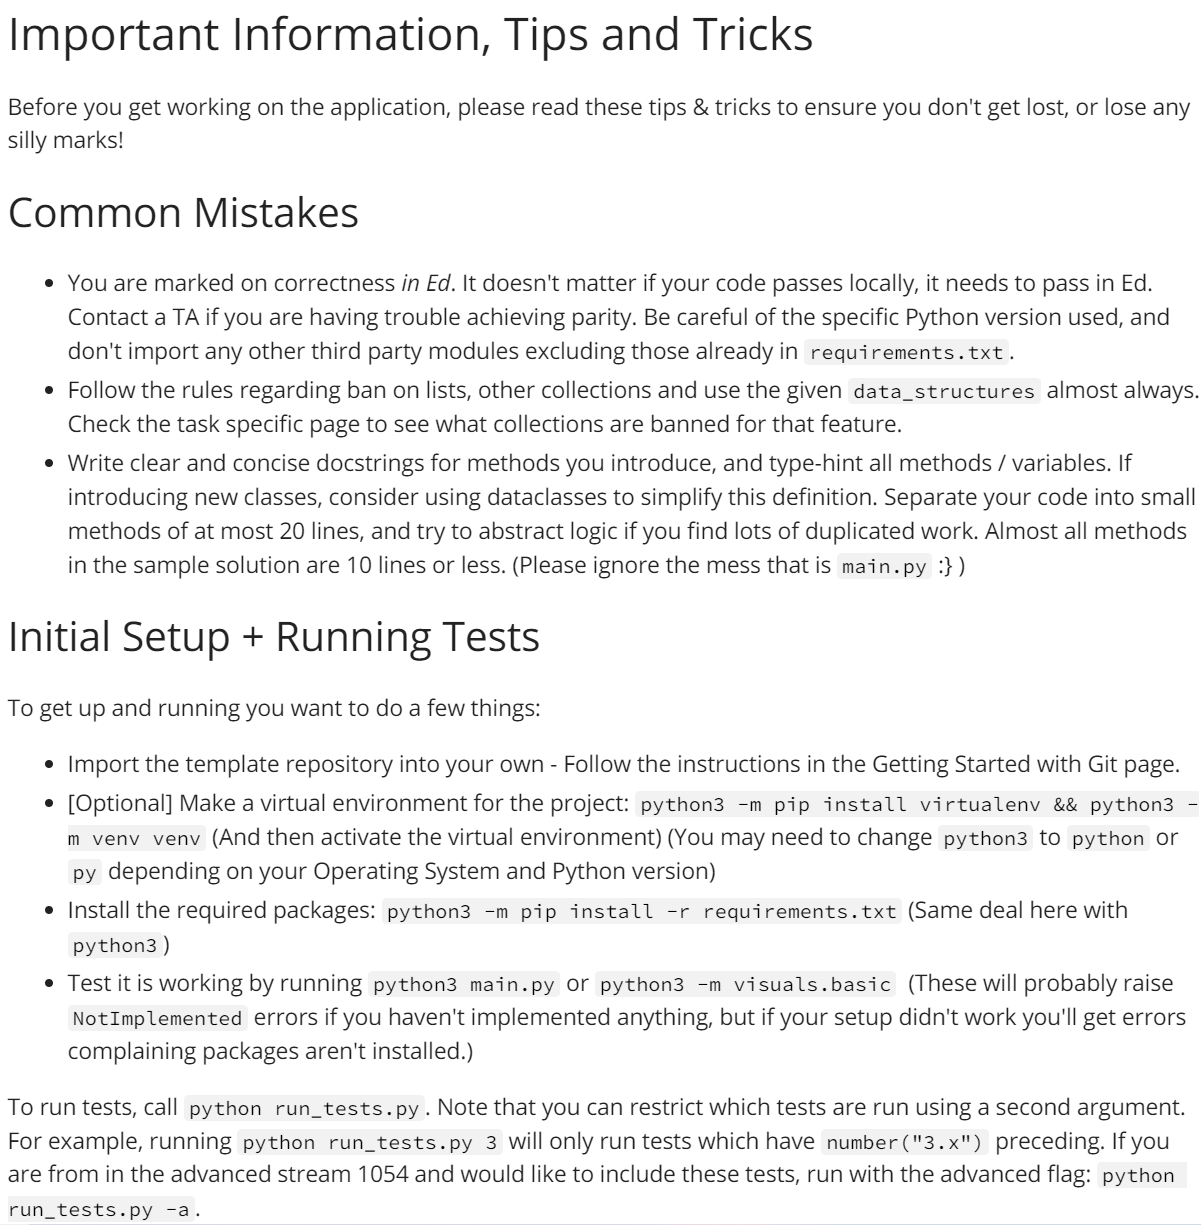 Important Information, Tips and Tricks
Before you get working on the application, please read these tips & tricks to ensure you don't get lost, or lose any
silly marks!
Common Mistakes
• You are marked on correctness in Ed. It doesn't matter if your code passes locally, it needs to pass in Ed.
Contact a TA if you are having trouble achieving parity. Be careful of the specific Python version used, and
don't import any other third party modules excluding those already in requirements.txt.
• Follow the rules regarding ban on lists, other collections and use the given data_structures almost always.
Check the task specific page to see what collections are banned for that feature.
• Write clear and concise docstrings for methods you introduce, and type-hint all methods / variables. If
introducing new classes, consider using dataclasses to simplify this definition. Separate your code into small
methods of at most 20 lines, and try to abstract logic if you find lots of duplicated work. Almost all methods
in the sample solution are 10 lines or less. (Please ignore the mess that is main.py :} )
Initial Setup + Running Tests
To get up and running you want to do a few things:
• Import the template repository into your own - Follow the instructions in the Getting Started with Git page.
• [Optional] Make a virtual environment for the project: python3 -m pip install virtualenv && python3 -
m venv venv (And then activate the virtual environment) (You may need to change python3 to python or
py depending on your Operating System and Python version)
• Install the required packages: python3 -m pip install -r requirements.txt (Same deal here with
python3)
• Test it is working by running python3 main.py or python3 -m visuals.basic (These will probably raise
NotImplemented errors if you haven't implemented anything, but if your setup didn't work you'll get errors
complaining packages aren't installed.)
To run tests, call python run_tests.py. Note that you can restrict which tests are run using a second argument.
For example, running python run_tests.py 3 will only run tests which have number("3.x") preceding. If you
are from in the advanced stream 1054 and would like to include these tests, run with the advanced flag: python
run_tests.py -a.